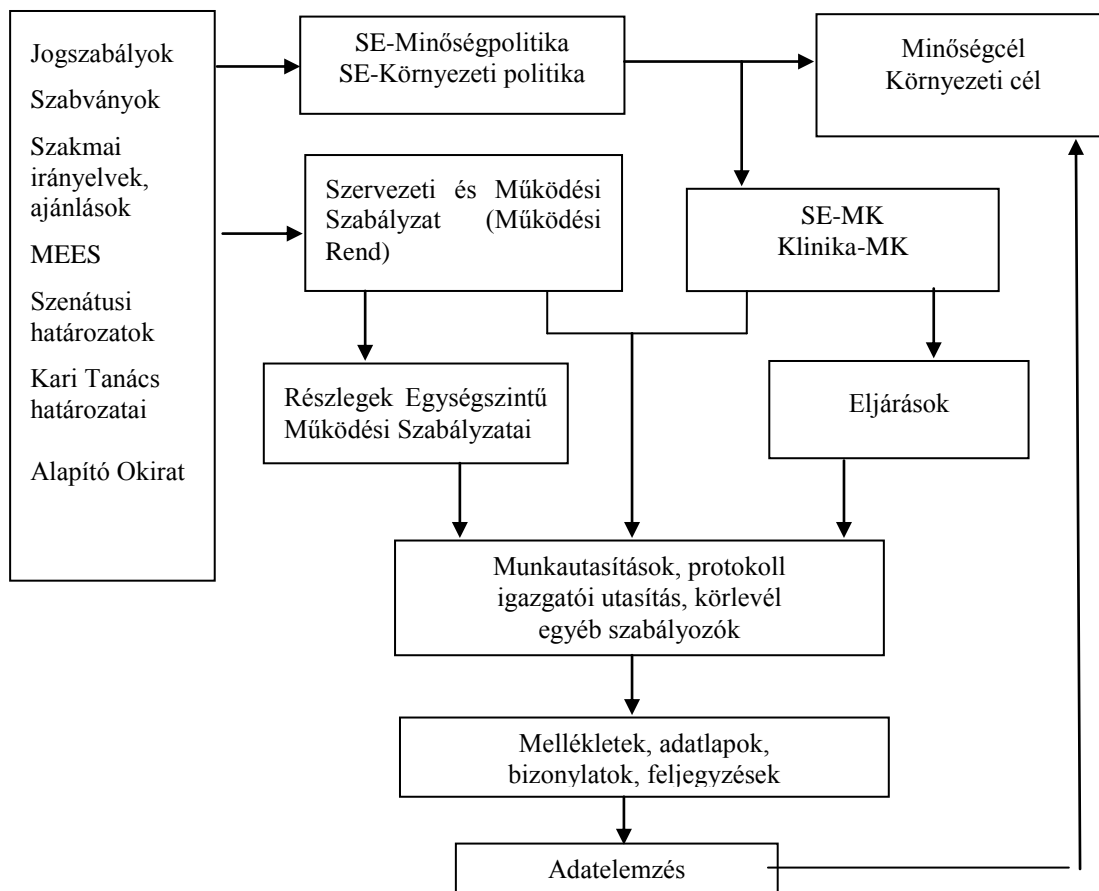 Jogszabályok
Szabványok
Szakmai
irányelvek,
ajánlások
MEES
Szenátusi
határozatok
Kari Tanács
határozatai
Alapító Okirat
SE-Minőségpolitika
SE-Környezeti politika
Minőségcél
Környezeti cél
Szervezeti és Működési
Szabályzat (Működési
Rend)
SE-MK
Klinika-MK
Részlegek Egységszintű
Működési Szabályzatai
Eljárások
Munkautasítások, protokoll
igazgatói utasítás, körlevél
egyéb szabályozók
Mellékletek, adatlapok,
bizonylatok, feljegyzések
Adatelemzés